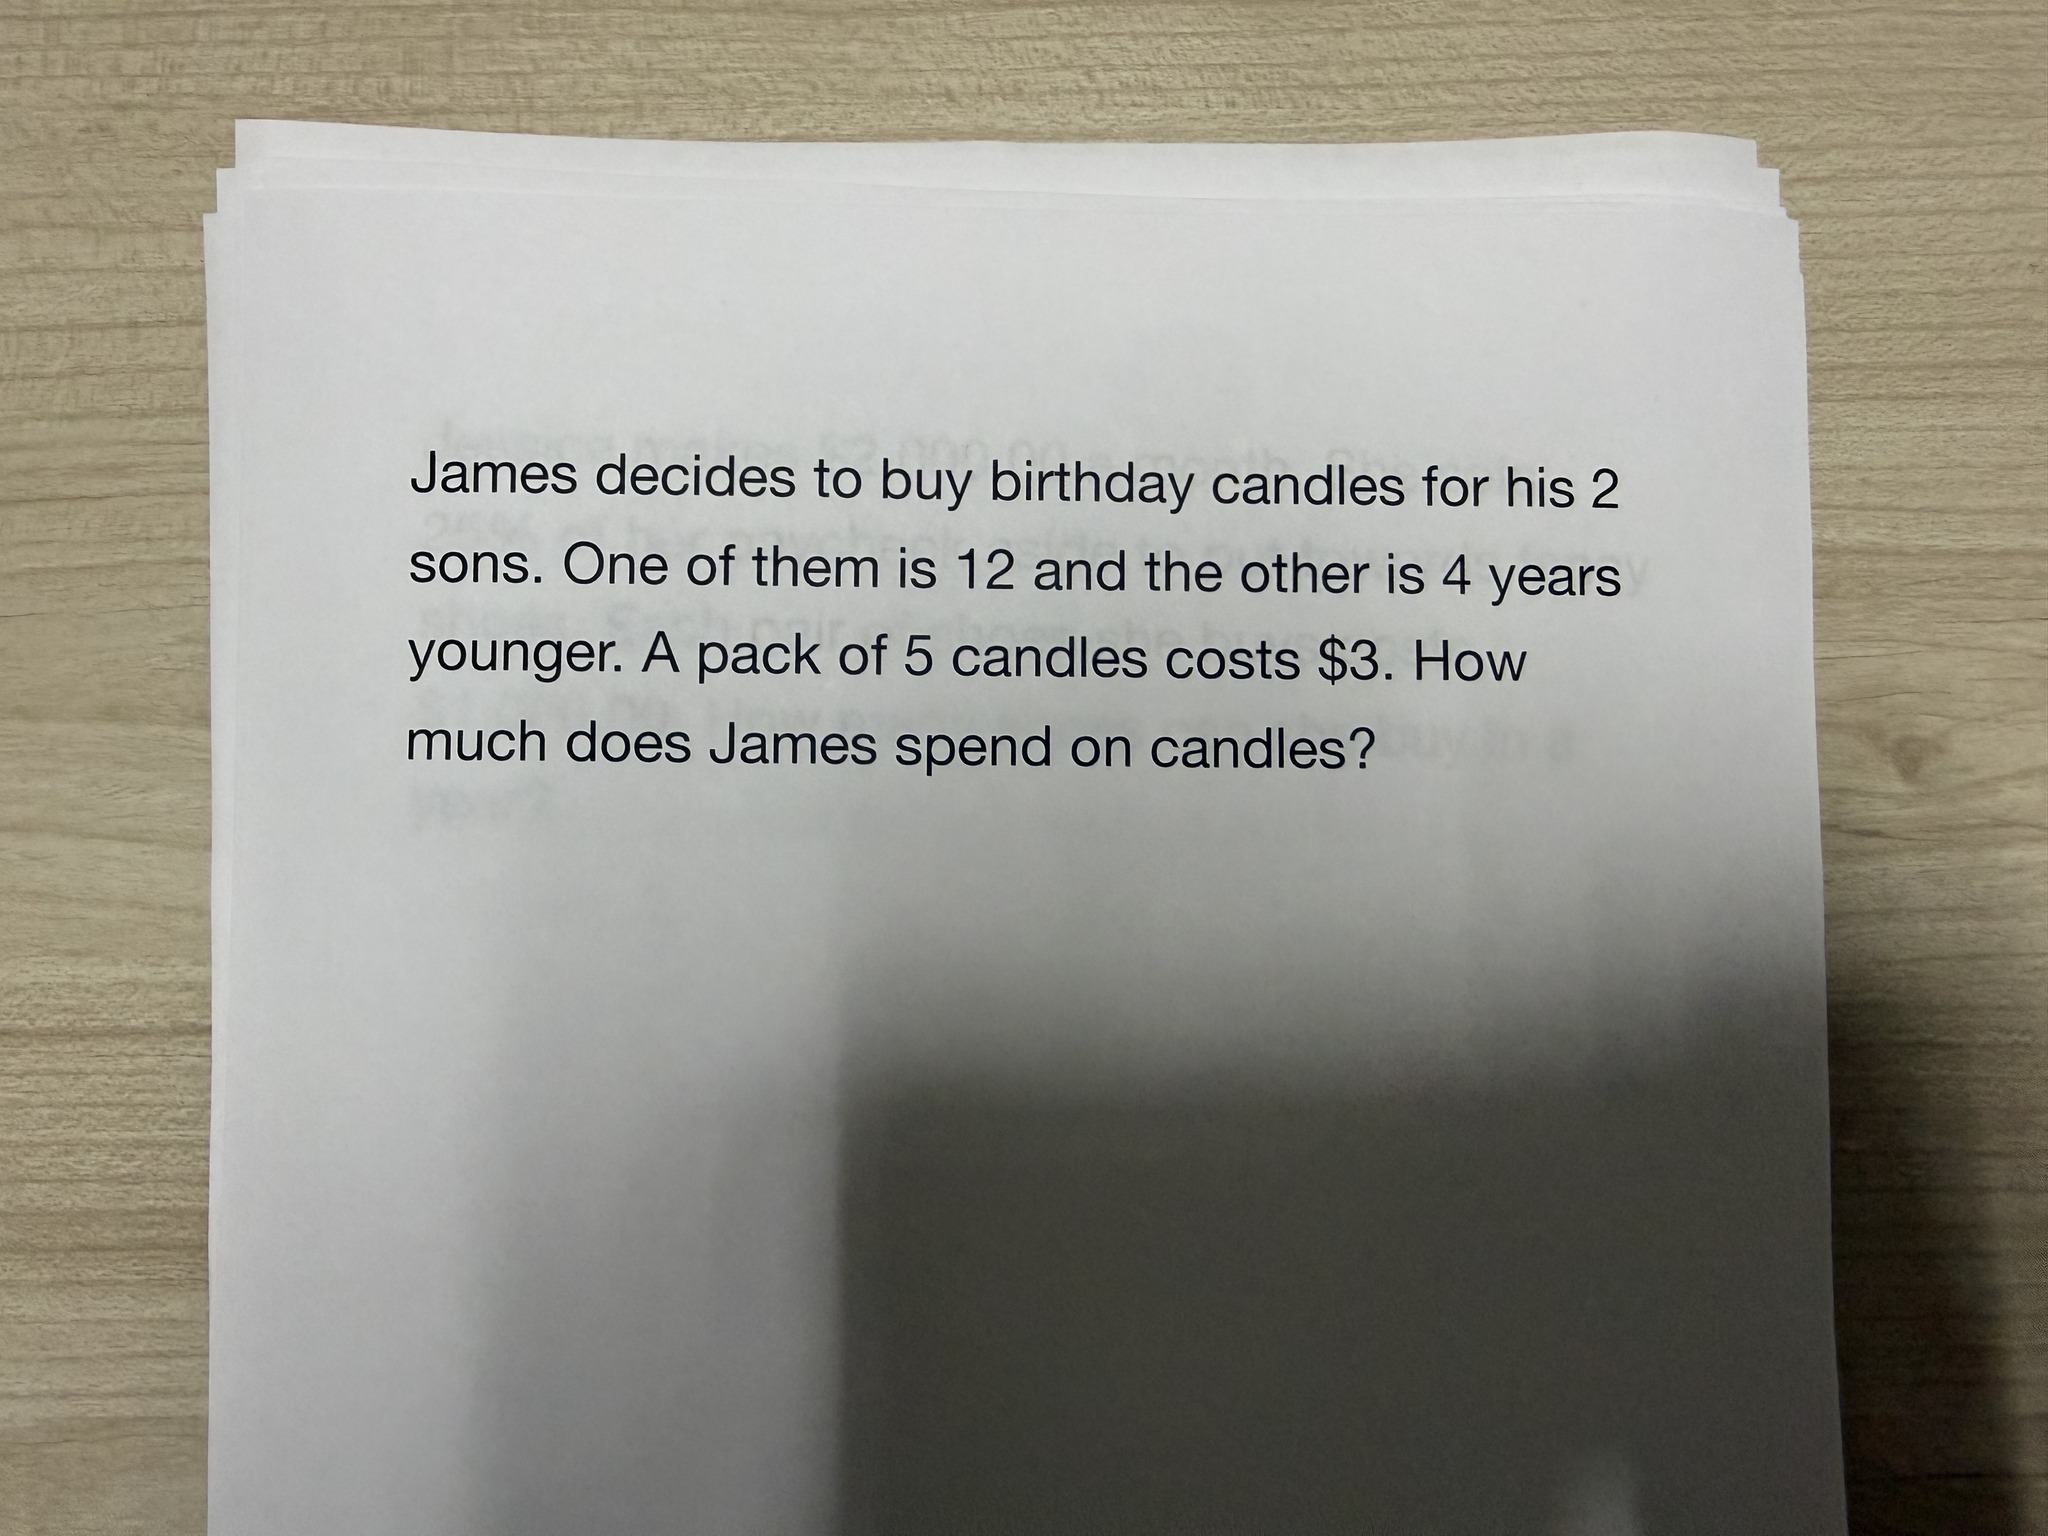 James decides to buy birthday candles for his 2
sons. One of them is 12 and the other is 4 years
younger. A pack of 5 candles costs $3. How
much does James spend on candles?